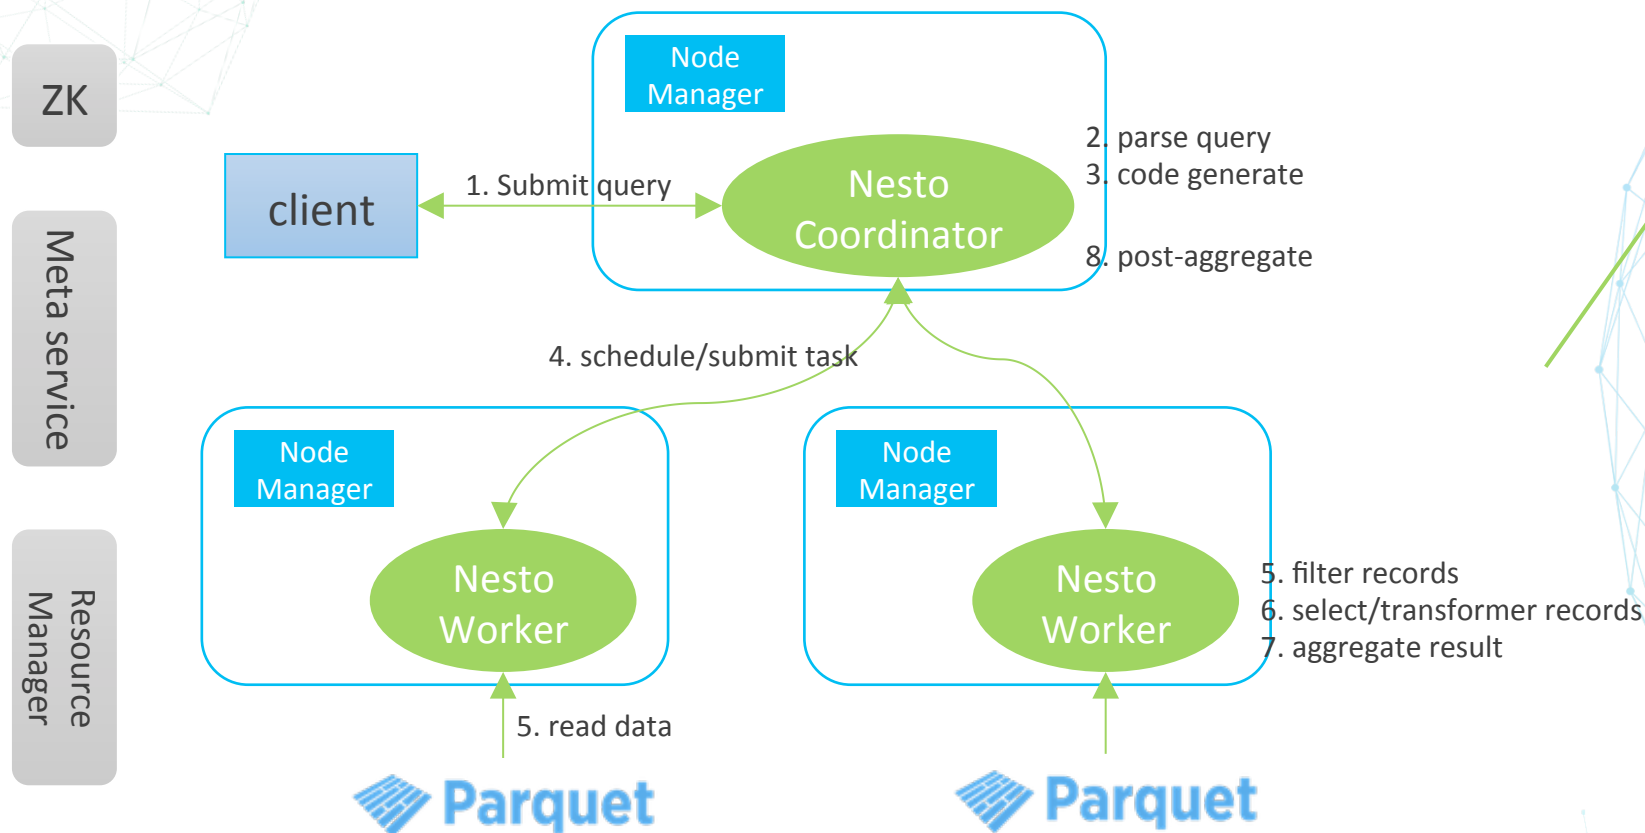 ZK
Meta service
Resource
Manager
Node
Manager
client
1. Submit query
Nesto
Coordinator
2. parse query
3. code generate
8. post-aggregate
4. schedule/submit task
Node
Manager
Nesto
Worker
5. read data
Parquet
Node
Manager
Nesto
Worker
5. filter records
6. select/transformer records
7. aggregate result
Parquet